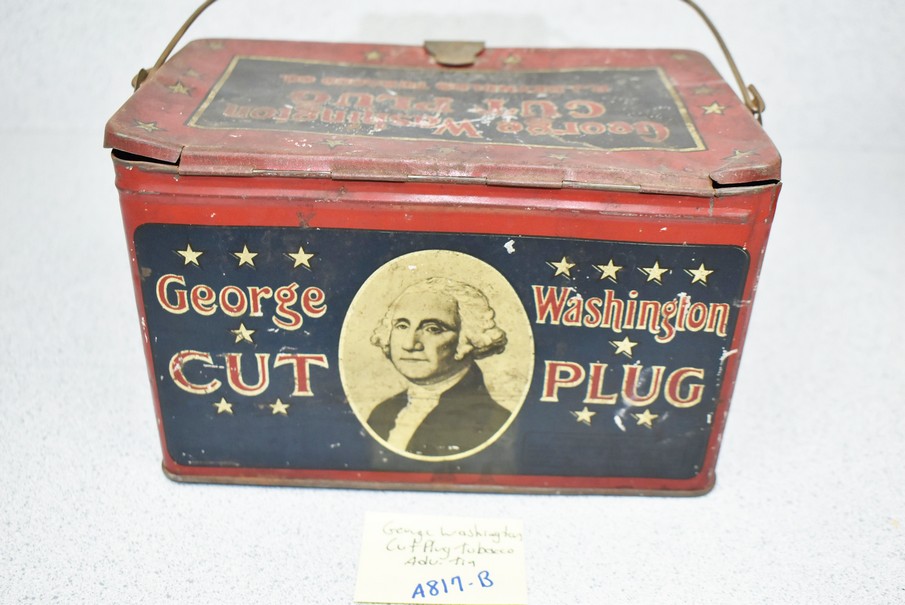 George Washington
CUT PLUG
George Washington
CUT PLUG
George Washington
Cut Plug tobacco
Adv. tin
A817-B